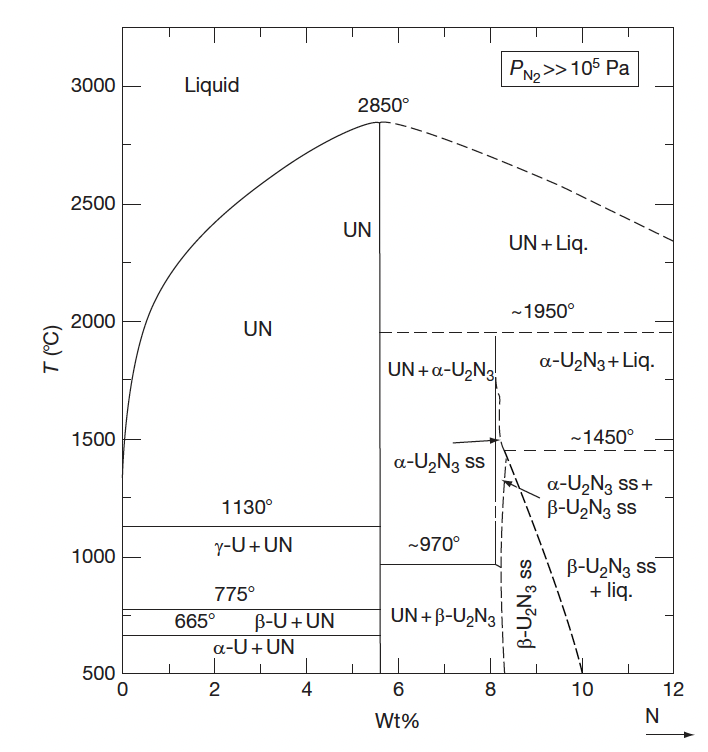 P_N₂ >> 10⁵ Pa
3000
Liquid
2850°
2500
UN
UN + Liq.
2000
UN
~1950°
T (°C)
UN + α-U₂N₃
α-U₂N₃ + Liq.
1500
~1450°
α-U₂N₃ ss
α-U₂N₃ ss +
β-U₂N₃ ss
1130°
1000
γ-U + UN
~970°
β-U₂N₃ ss
+ liq.
775°
665°
β-U + UN
UN + β-U₂N₃
β-U₂N₃ ss
α-U + UN
500
0
2
4
6
8
10
12
Wt%
N